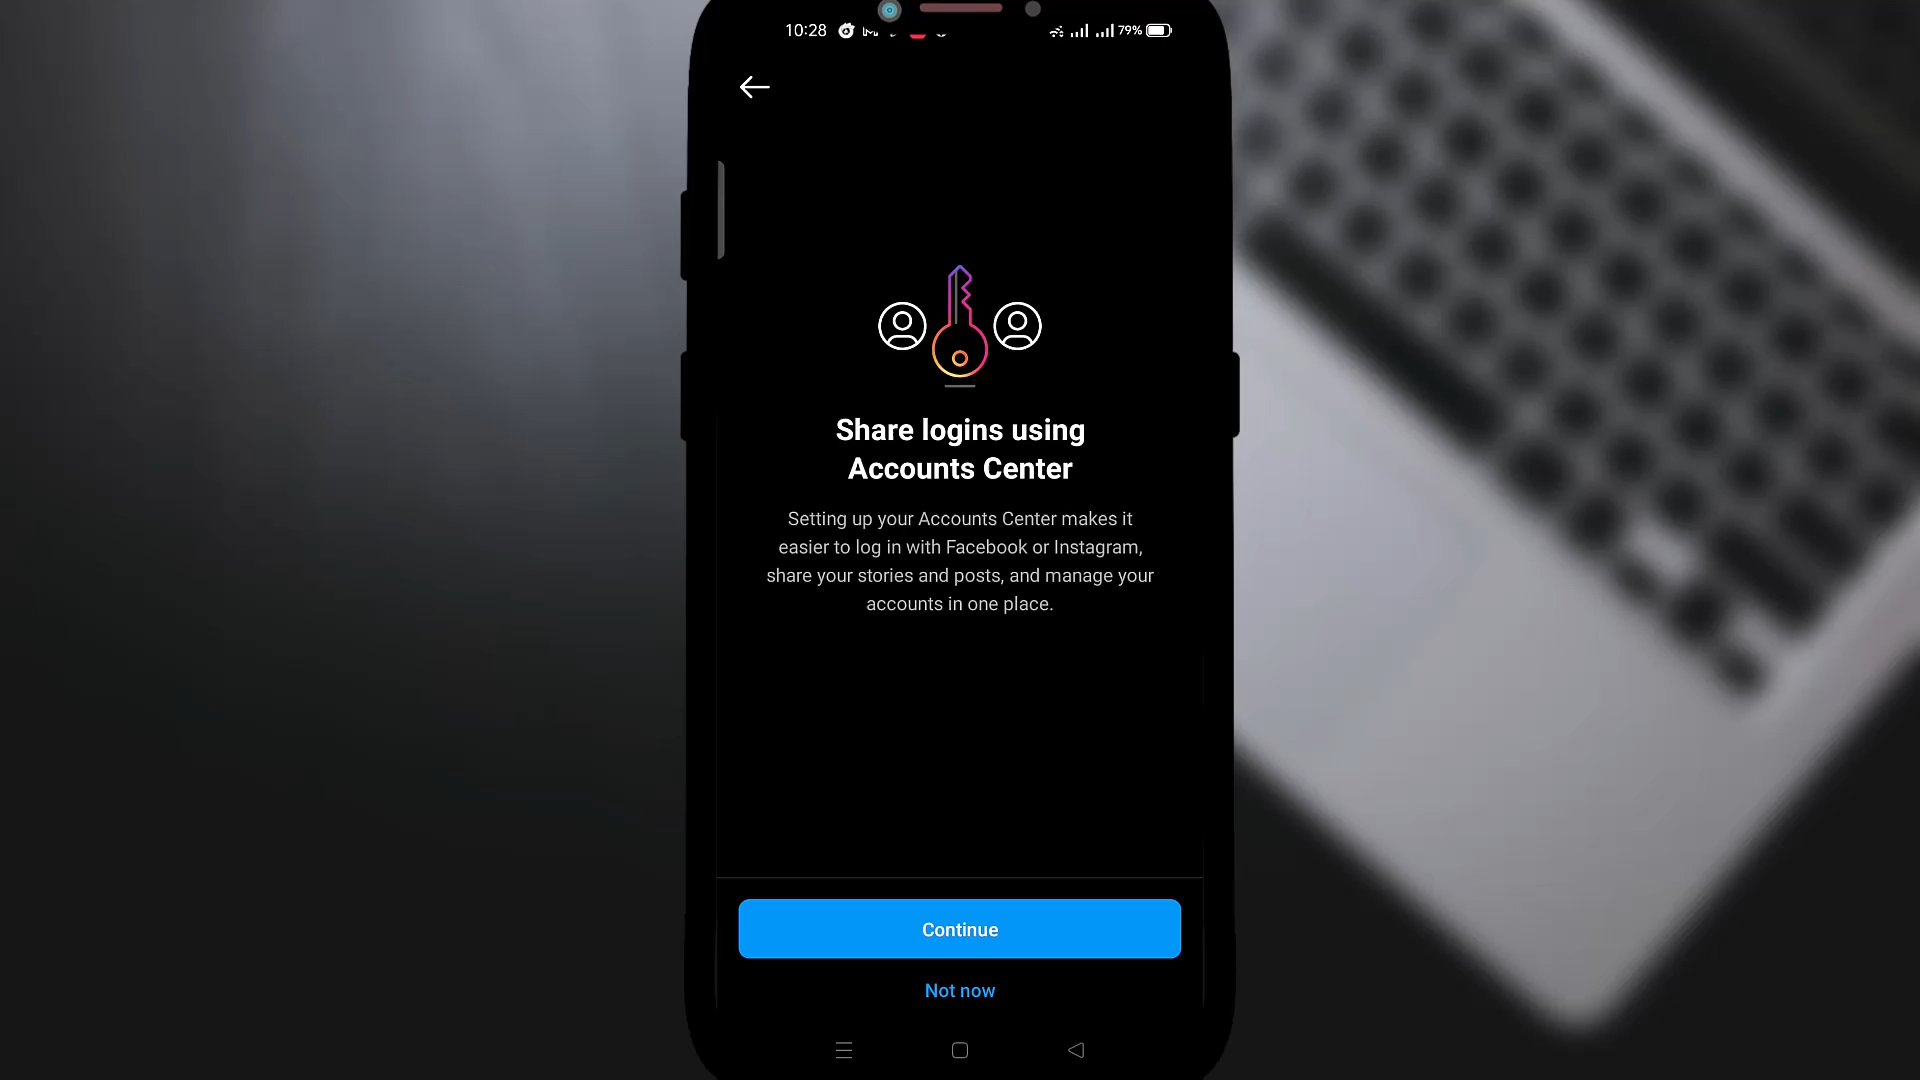 10:28
79%
Share logins using
Accounts Center
Setting up your Accounts Center makes it
easier to log in with Facebook or Instagram,
share your stories and posts, and manage your
accounts in one place.
Continue
Not now